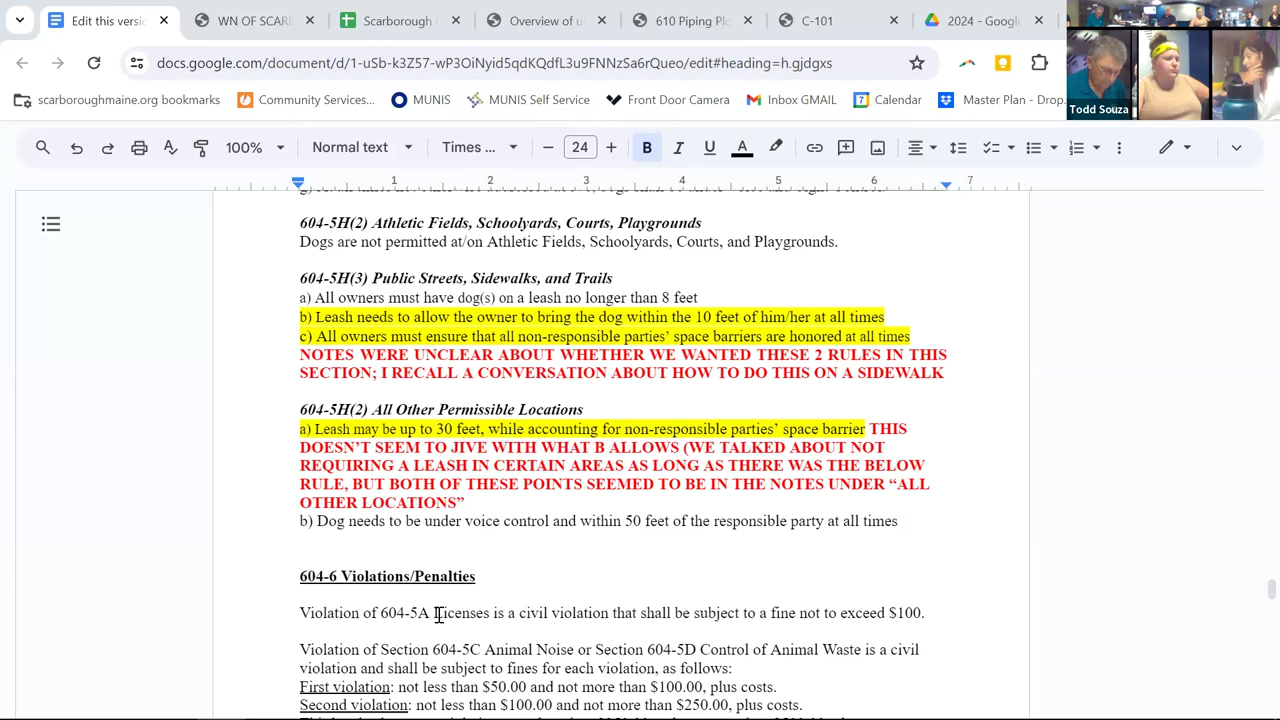 Edit this versi
WN OF SCARL
Scarborough
Overview of u
610 Piping Plo
C-101
2024 - Google
docs.google.com/document/d/1-uSb-k3Z57-wP3OiNyid5qdKQdfL3u9FNNzSa6rQueo/edit#heading=h.gjdgxs
scarboroughmaine.org bookmarks
Community Services...
MUNIS
MUNIS Self Service
Front Door Camera
Inbox GMAIL
Calendar
Master Plan - Drop...
Todd Souza
100%
Normal text
Times ...
24
1 2 3 4 5 6 7
604-5H(2) Athletic Fields, Schoolyards, Courts, Playgrounds
Dogs are not permitted at/on Athletic Fields, Schoolyards, Courts, and Playgrounds.
604-5H(3) Public Streets, Sidewalks, and Trails
a) All owners must have dog(s) on a leash no longer than 8 feet
b) Leash needs to allow the owner to bring the dog within the 10 feet of him/her at all times
c) All owners must ensure that all non-responsible parties' space barriers are honored at all times
NOTES WERE UNCLEAR ABOUT WHETHER WE WANTED THESE 2 RULES IN THIS
SECTION; I RECALL A CONVERSATION ABOUT HOW TO DO THIS ON A SIDEWALK
604-5H(2) All Other Permissible Locations
a) Leash may be up to 30 feet, while accounting for non-responsible parties' space barrier THIS
DOESN'T SEEM TO JIVE WITH WHAT B ALLOWS (WE TALKED ABOUT NOT
REQUIRING A LEASH IN CERTAIN AREAS AS LONG AS THERE WAS THE BELOW
RULE, BUT BOTH OF THESE POINTS SEEMED TO BE IN THE NOTES UNDER "ALL
OTHER LOCATIONS"
b) Dog needs to be under voice control and within 50 feet of the responsible party at all times
604-6 Violations/Penalties
Violation of 604-5A Licenses is a civil violation that shall be subject to a fine not to exceed $100.
Violation of Section 604-5C Animal Noise or Section 604-5D Control of Animal Waste is a civil
violation and shall be subject to fines for each violation, as follows:
First violation: not less than $50.00 and not more than $100.00, plus costs.
Second violation: not less than $100.00 and not more than $250.00, plus costs.